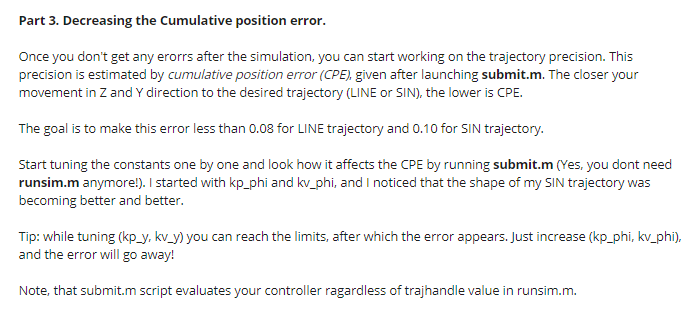 Part 3. Decreasing the Cumulative position error.
Once you don't get any erorrs after the simulation, you can start working on the trajectory precision. This
precision is estimated by cumulative position error (CPE), given after launching submit.m. The closer your
movement in Z and Y direction to the desired trajectory (LINE or SIN), the lower is CPE.
The goal is to make this error less than 0.08 for LINE trajectory and 0.10 for SIN trajectory.
Start tuning the constants one by one and look how it affects the CPE by running submit.m (Yes, you dont need
runsim.m anymore!). I started with kp_phi and kv_phi, and I noticed that the shape of my SIN trajectory was
becoming better and better.
Tip: while tuning (kp_y, kv_y) you can reach the limits, after which the error appears. Just increase (kp_phi, kv_phi),
and the error will go away!
Note, that submit.m script evaluates your controller ragardless of trajhandle value in runsim.m.